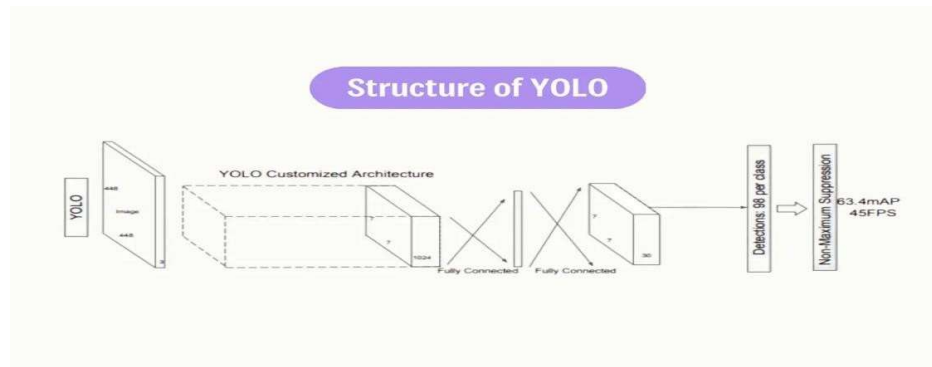 Structure of YOLO
YOLO
448
Image
448
3
YOLO Customized Architecture
7
7
1024
Fully Connected
Fully Connected
7
7
30
Detections: 98 per class
Non-Maximum Suppression
63.4mAP
45FPS